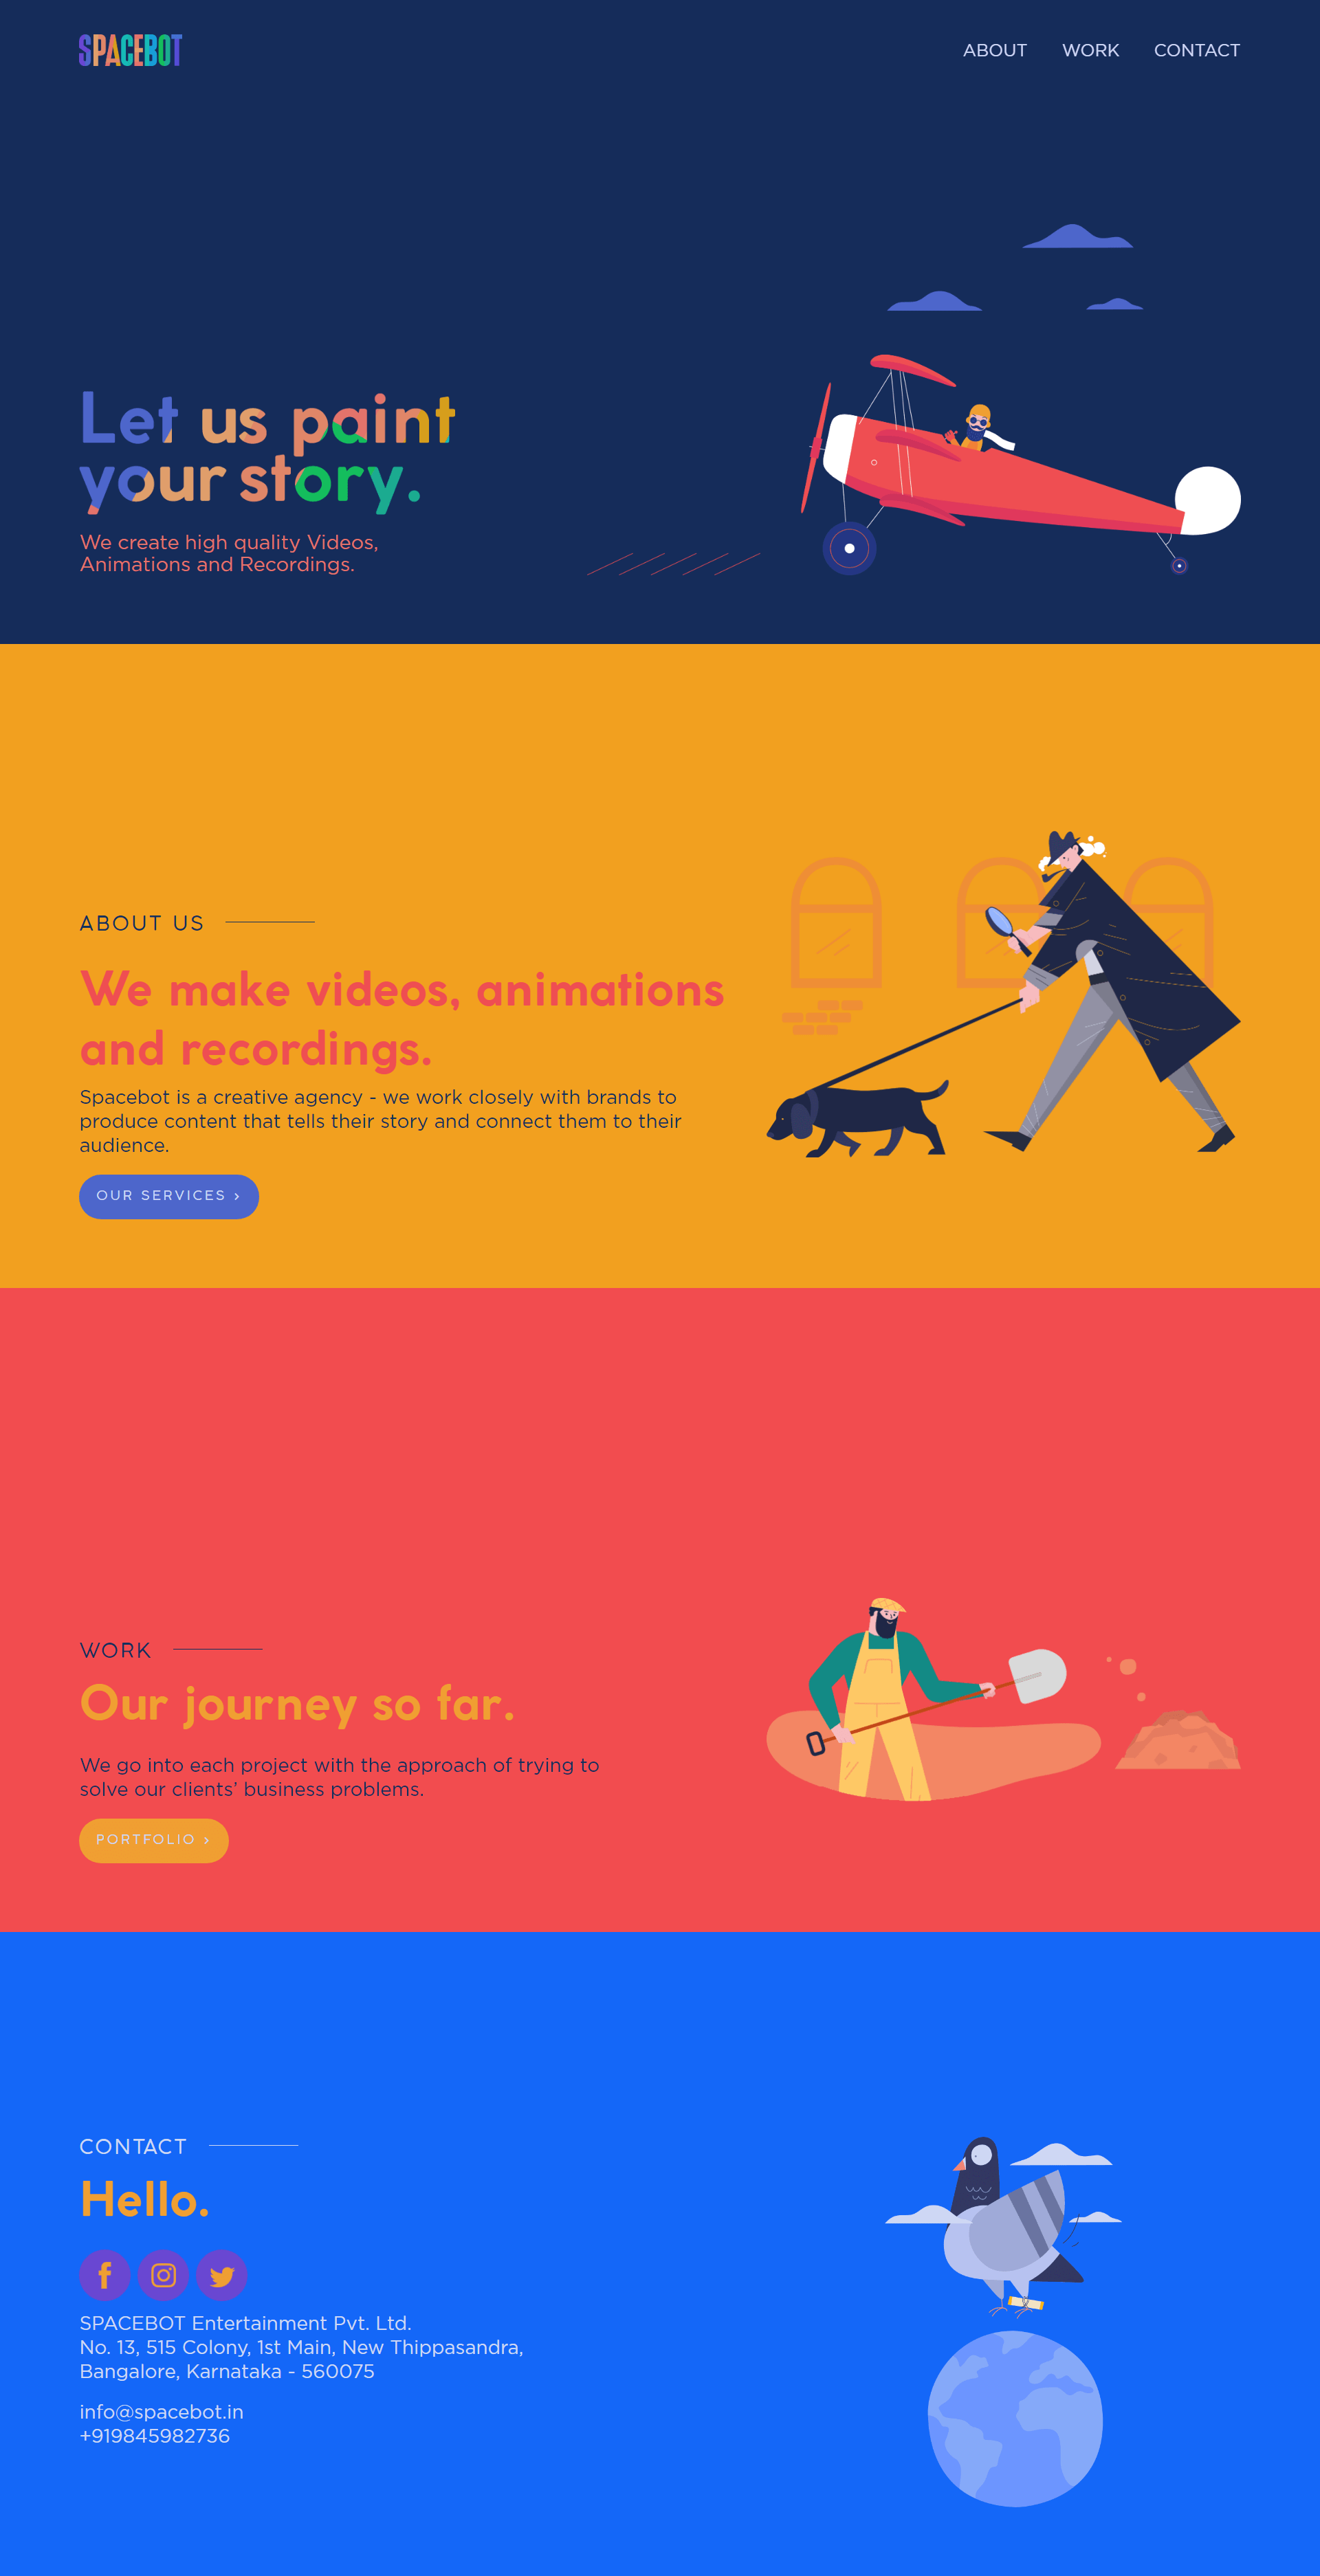 SPACEBOT
ABOUT WORK CONTACT
Let us paint
your story.
We create high quality Videos,
Animations and Recordings.
ABOUT US
We make videos, animations
and recordings.
Spacebot is a creative agency - we work closely with brands to
produce content that tells their story and connect them to their
audience.
OUR SERVICES ›
WORK
Our journey so far.
We go into each project with the approach of trying to
solve our clients’ business problems.
PORTFOLIO ›
CONTACT
Hello.
SPACEBOT Entertainment Pvt. Ltd.
No. 13, 515 Colony, 1st Main, New Thippasandra,
Bangalore, Karnataka - 560075
info@spacebot.in
+919845982736